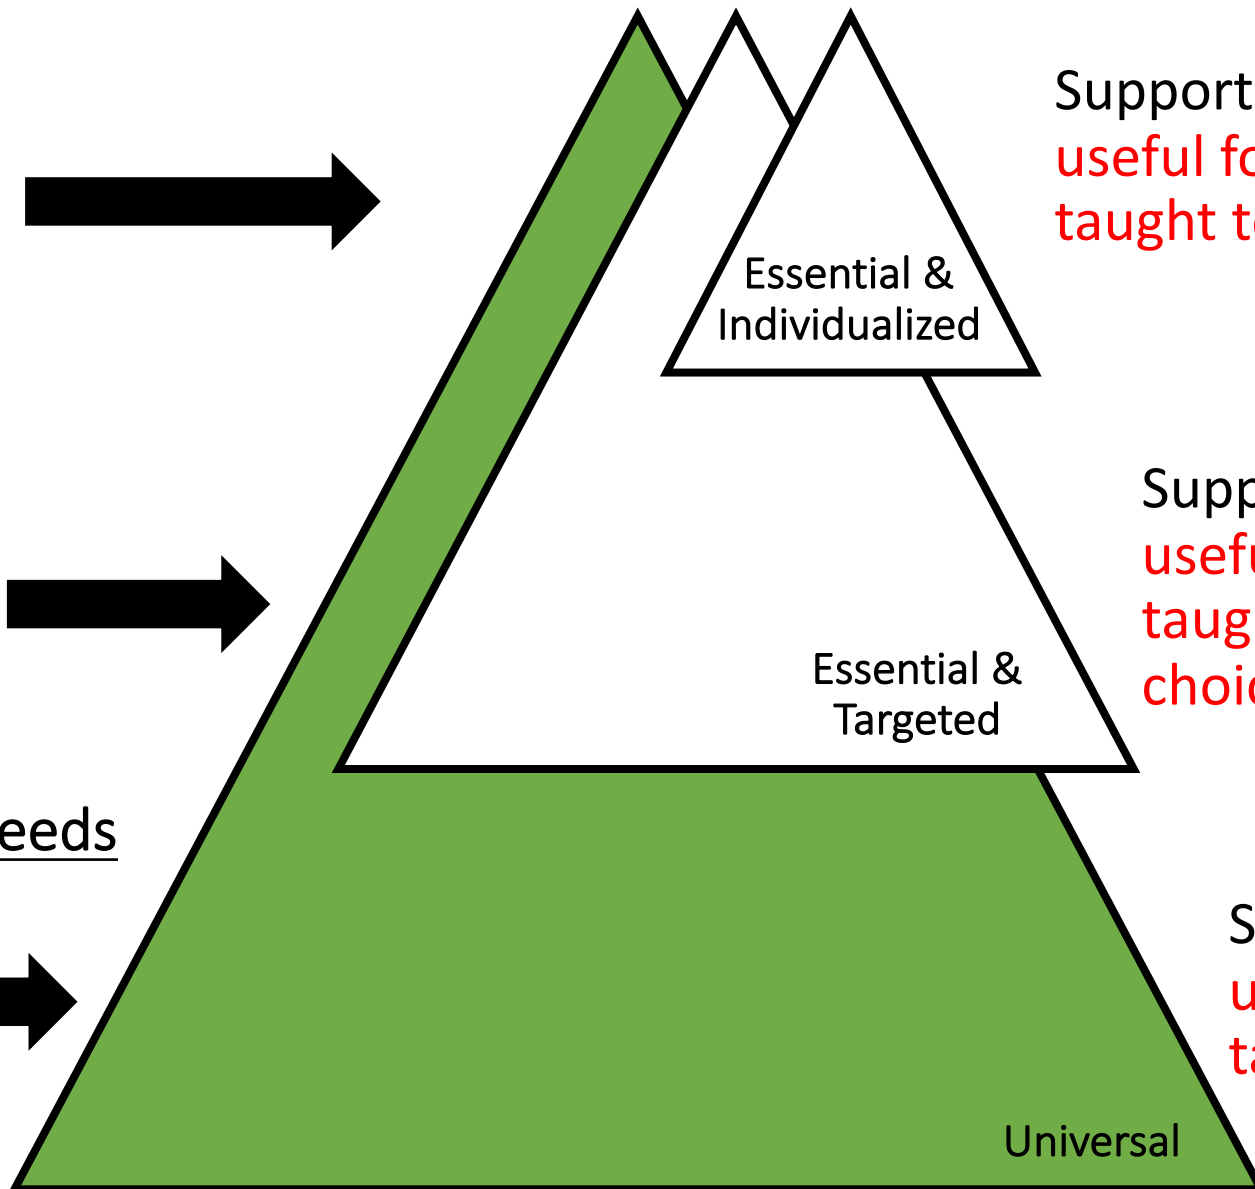 Support
useful fo
taught t
Essential &
Individualized
Supp
usefu
taug
choic
Essential &
Targeted
eeds
S
u
ta
Universal